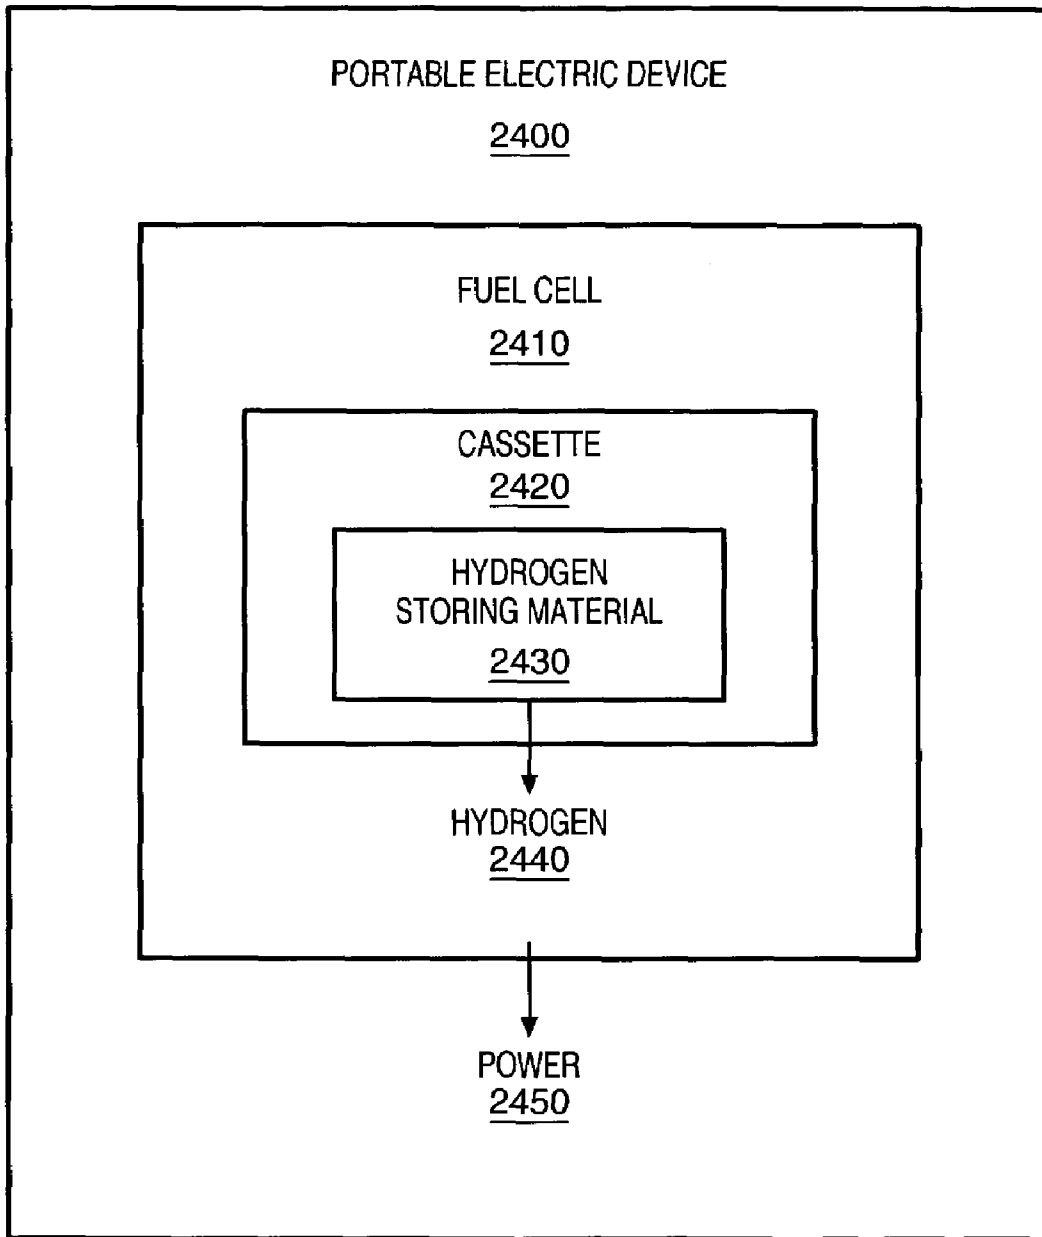 PORTABLE ELECTRIC DEVICE
2400
FUEL CELL
2410
CASSETTE
2420
HYDROGEN
STORING MATERIAL
2430
HYDROGEN
2440
POWER
2450